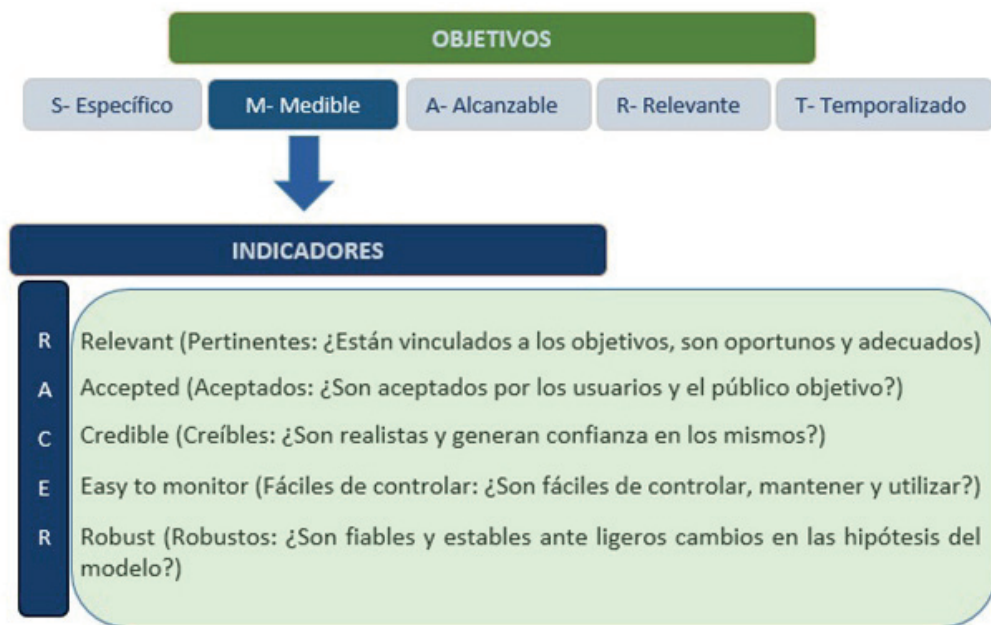 OBJETIVOS
S- Específico M- Medible A- Alcanzable R- Relevante T- Temporalizado
INDICADORES
R Relevant (Pertinentes: ¿Están vinculados a los objetivos, son oportunos y adecuados)
A Accepted (Aceptados: ¿Son aceptados por los usuarios y el público objetivo?)
C Credible (Creíbles: ¿Son realistas y generan confianza en los mismos?)
E Easy to monitor (Fáciles de controlar: ¿Son fáciles de controlar, mantener y utilizar?)
R Robust (Robustos: ¿Son fiables y estables ante ligeros cambios en las hipótesis del
modelo?)